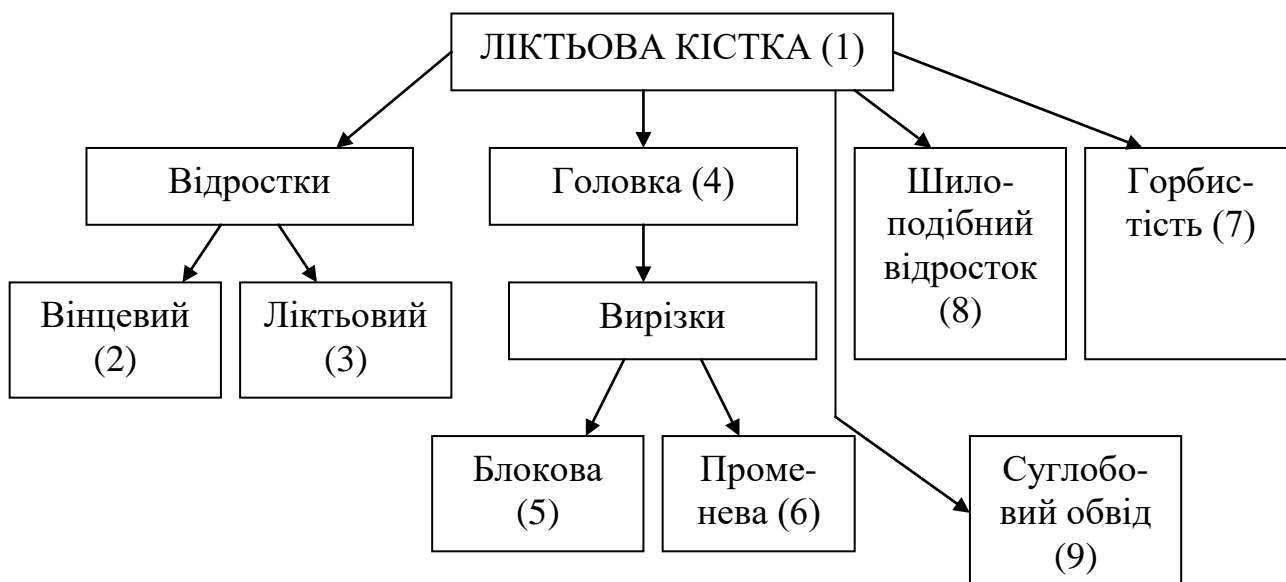 ЛІКТЬОВА КІСТКА (1)
Відростки
Головка (4)
Шило-
подібний
відросток
(8)
Горбис-
тість (7)
Вінцевий
(2)
Ліктьовий
(3)
Вирізки
Блокова
(5)
Проме-
нева (6)
Суглобо-
вий обвід
(9)